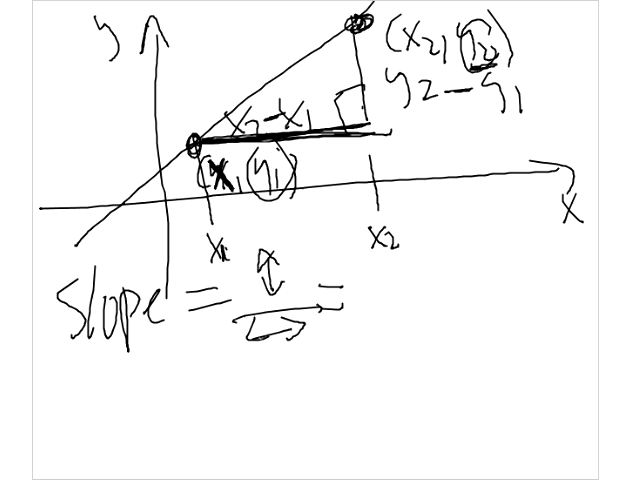 y
(x₂, y₂)
y₂ - y₁
x₂ - x₁
(x₁, y₁)
x
x₁
x₂
slope = ↕ / ↔ =